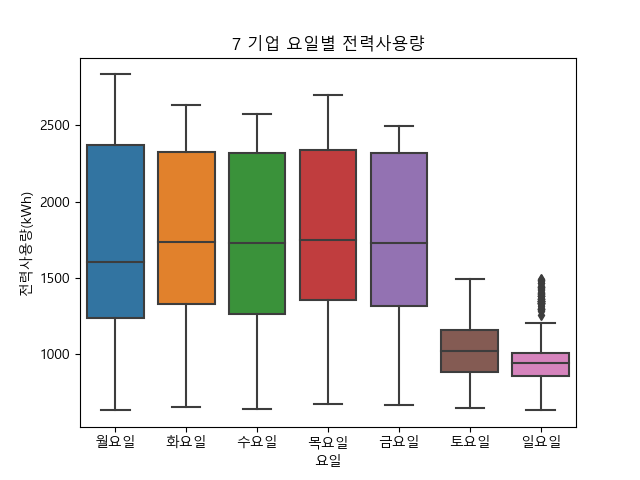 7 기업 요일별 전력사용량
전력사용량(kWh)
2500
2000
1500
1000
월요일 화요일 수요일 목요일 금요일 토요일 일요일
요일